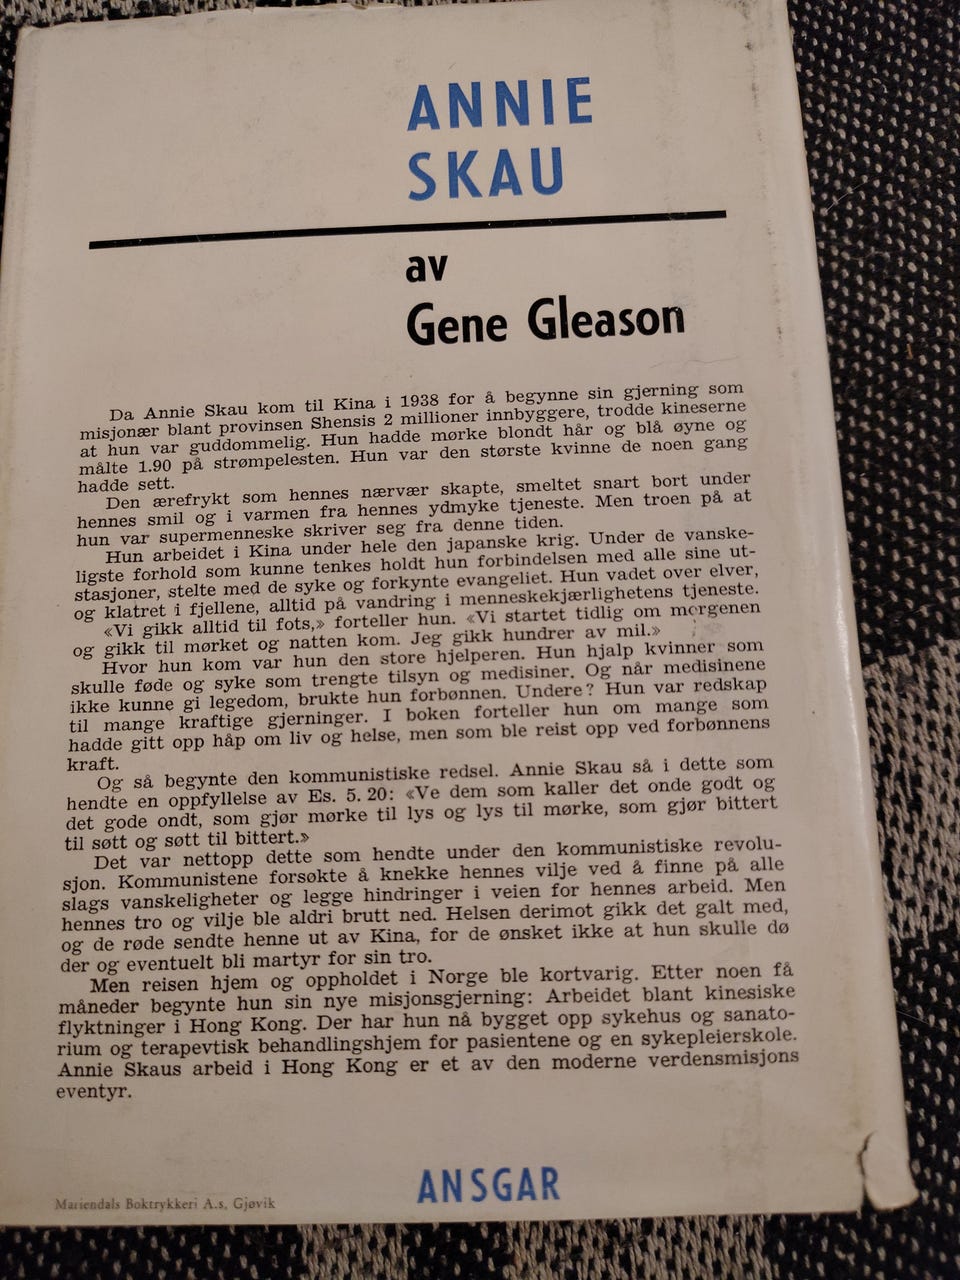 ANNIE
SKAU
av
Gene Gleason
Da Annie Skau kom til Kina i 1938 for å begynne sin gjerning som
misjonær blant provinsen Shensis 2 millioner innbyggere, trodde kineserne
at hun var guddommelig. Hun hadde mørke blondt hår og blå øyne og
målte 1.90 på strømpelesten. Hun var den største kvinne de noen gang
hadde sett.
Den ærefrykt som hennes nærvær skapte, smeltet snart bort under
hennes smil og i varmen fra hennes ydmyke tjeneste. Men troen på at
hun var supermenneske skriver seg fra denne tiden.
Hun arbeidet i Kina under hele den japanske krig. Under de vanske-
ligste forhold som kunne tenkes holdt hun forbindelsen med alle sine ut-
stasjoner, stelte med de syke og forkynte evangeliet. Hun vadet over elver,
og klatret i fjellene, alltid på vandring i menneskekjærlighetens tjeneste.
«Vi gikk alltid til fots,» forteller hun. «Vi startet tidlig om morgenen
og gikk til mørket og natten kom. Jeg gikk hundrer av mil.»
Hvor hun kom var hun den store hjelperen. Hun hjalp kvinner som
skulle føde og syke som trengte tilsyn og medisiner. Og når medisinene
ikke kunne gi legedom, brukte hun forbønnen. Undere? Hun var redskap
til mange kraftige gjerninger. I boken forteller hun om mange som
hadde gitt opp håp om liv og helse, men som ble reist opp ved forbønnens
kraft.
Og så begynte den kommunistiske redsel. Annie Skau så i dette som
hendte en oppfyllelse av Es. 5. 20: «Ve dem som kaller det onde godt og
det gode ondt, som gjør mørke til lys og lys til mørke, som gjør bittert
til søtt og søtt til bittert.»
Det var nettopp dette som hendte under den kommunistiske revolu-
sjon. Kommunistene forsøkte å knekke hennes vilje ved å finne på alle
slags vanskeligheter og legge hindringer i veien for hennes arbeid. Men
hennes tro og vilje ble aldri brutt ned. Helsen derimot gikk det galt med,
og de røde sendte henne ut av Kina, for de ønsket ikke at hun skulle dø
der og eventuelt bli martyr for sin tro.
Men reisen hjem og oppholdet i Norge ble kortvarig. Etter noen få
måneder begynte hun sin nye misjonsgjerning: Arbeidet blant kinesiske
flyktninger i Hong Kong. Der har hun nå bygget opp sykehus og sanato-
rium og terapevtisk behandlingshjem for pasientene og en sykepleierskole.
Annie Skaus arbeid i Hong Kong er et av den moderne verdensmisjons
eventyr.
Mariendals Boktrykkeri A.s, Gjøvik
ANSGAR